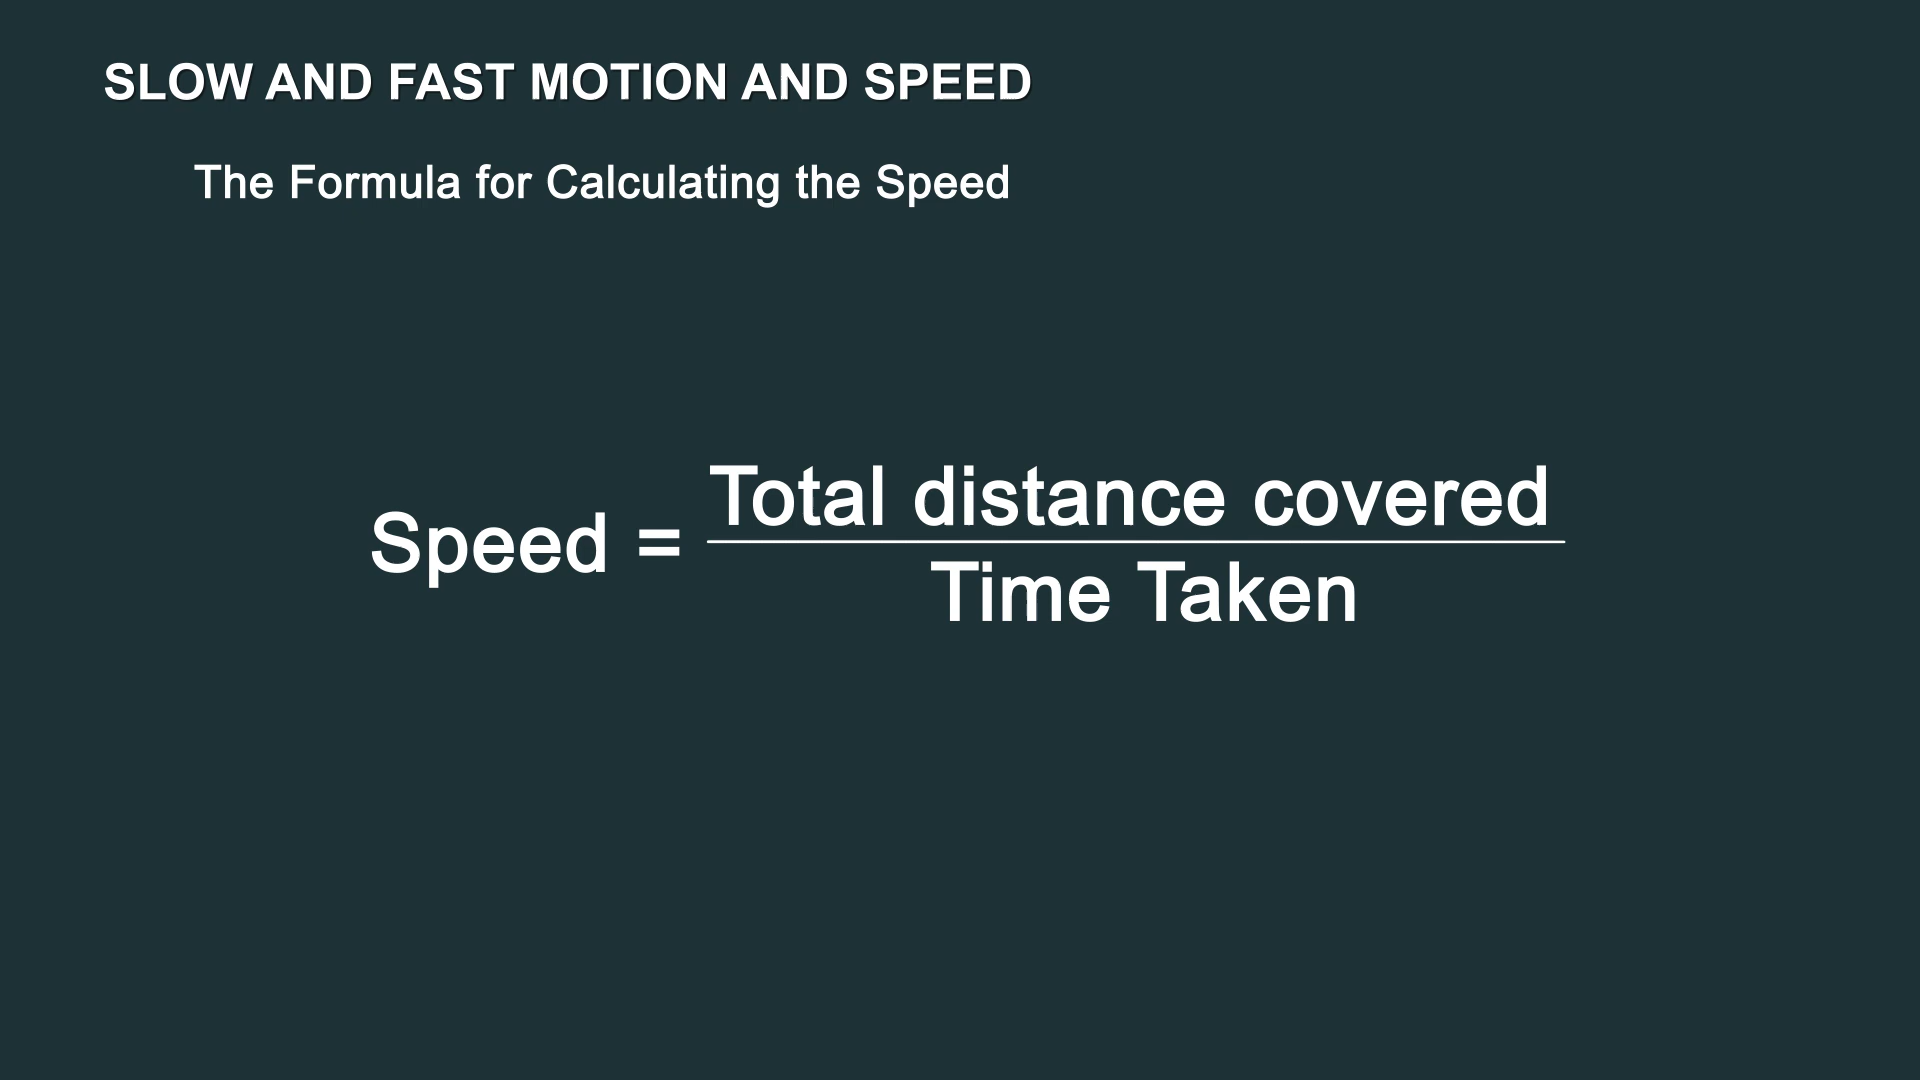 SLOW AND FAST MOTION AND SPEED
The Formula for Calculating the Speed
Total distance covered
Speed =
Time Taken